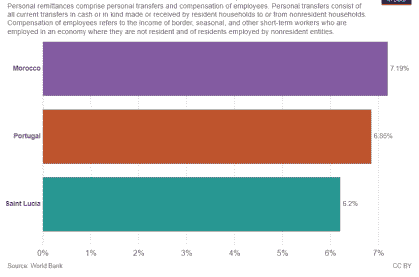 Personal remittances comprise personal transfers and compensation of employees. Personal transfers consist of
all current transfers in cash or in kind made or received by resident households to or from nonresident households.
Compensation of employees refers to the income of border, seasonal, and other short-term workers who are
employed in an economy where they are not resident and of residents employed by nonresident entities.
Morocco
7.19%
Portugal
6.85%
Saint Lucia
6.2%
0% 1% 2% 3% 4% 5% 6% 7%
Source: World Bank
CC BY